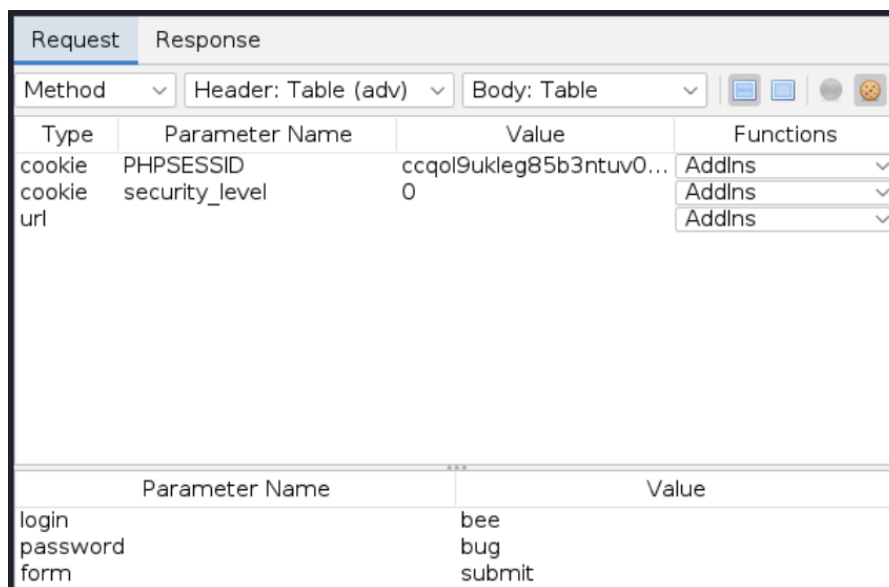 Request Response
Method Header: Table (adv) Body: Table
Type Parameter Name Value Functions
cookie PHPSESSID ccqol9ukleg85b3ntuv0... AddIns
cookie security_level 0 AddIns
url AddIns
Parameter Name Value
login bee
password bug
form submit